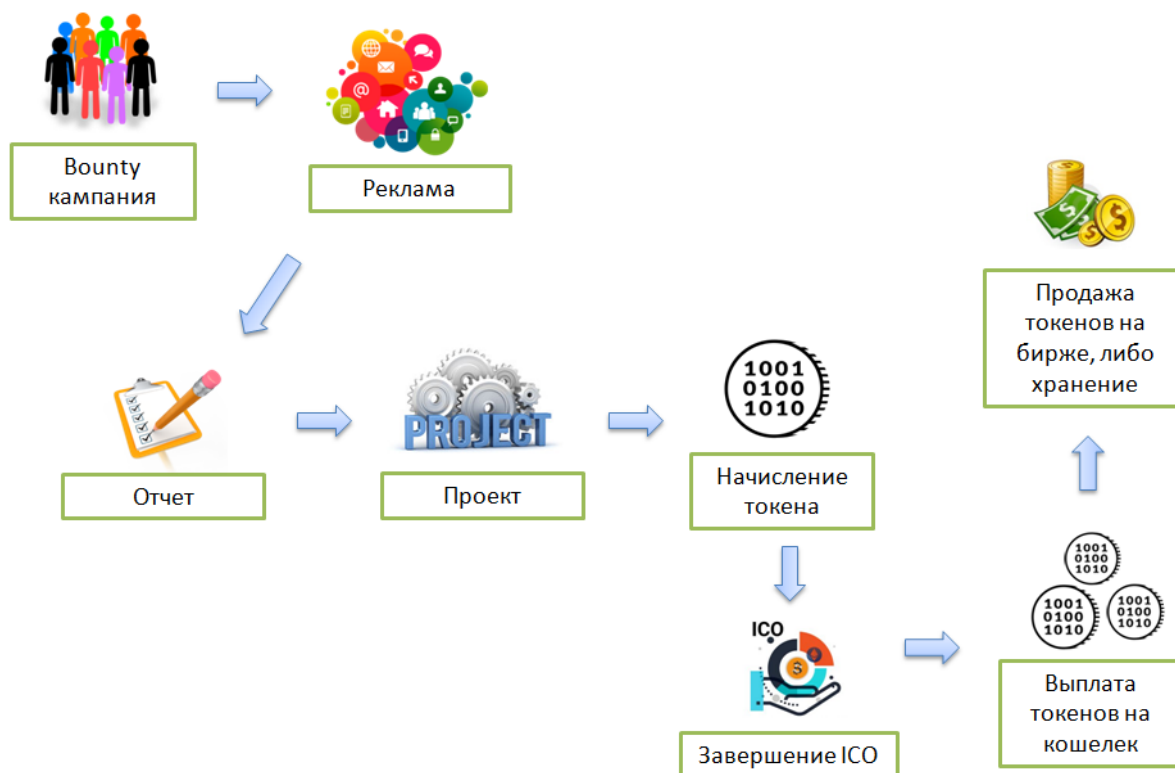 Bounty
кампания
Реклама
Отчет
PROJECT
Проект
1001
0100
1010
Начисление
токена
ICO
Завершение ICO
1001
0100
1010
1001
0100
1010
1001
0100
1010
Выплата
токенов на
кошелек
Продажа
токенов на
бирже, либо
хранение